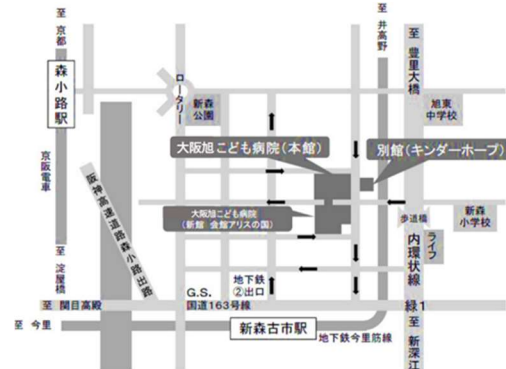 至 京都
森小路駅
京阪電車
至 淀屋橋
阪神高速道路森小路出路
ロータリー
新森
公園
至 井高野
至 豊里大橋
旭東
中学校
大阪旭こども病院(本館)
別館(キンダーホープ)
大阪旭こども病院
(新館 会館アリスの国)
歩道橋
新森
小学校
ライフ
内環状線
地下鉄
②出口
G.S.
国道163号線
至 関目高殿
緑1
至 今里
新森古市駅
地下鉄今里筋線
至 新深江